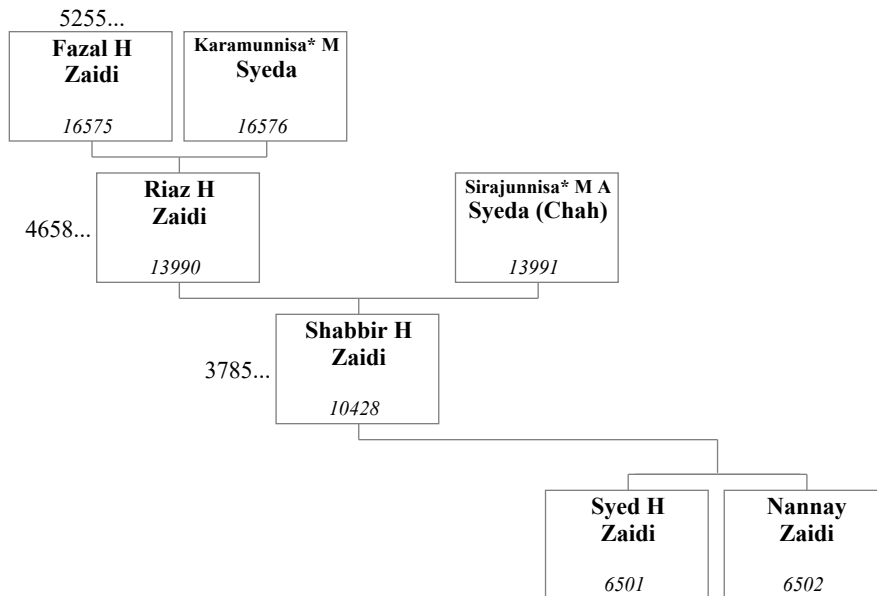 5255...
Fazal H
Zaidi
16575
Karamunnisa* M
Syeda
16576
4658...
Riaz H
Zaidi
13990
Sirajunnisa* M A
Syeda (Chah)
13991
3785...
Shabbir H
Zaidi
10428
Syed H
Zaidi
6501
Nannay
Zaidi
6502